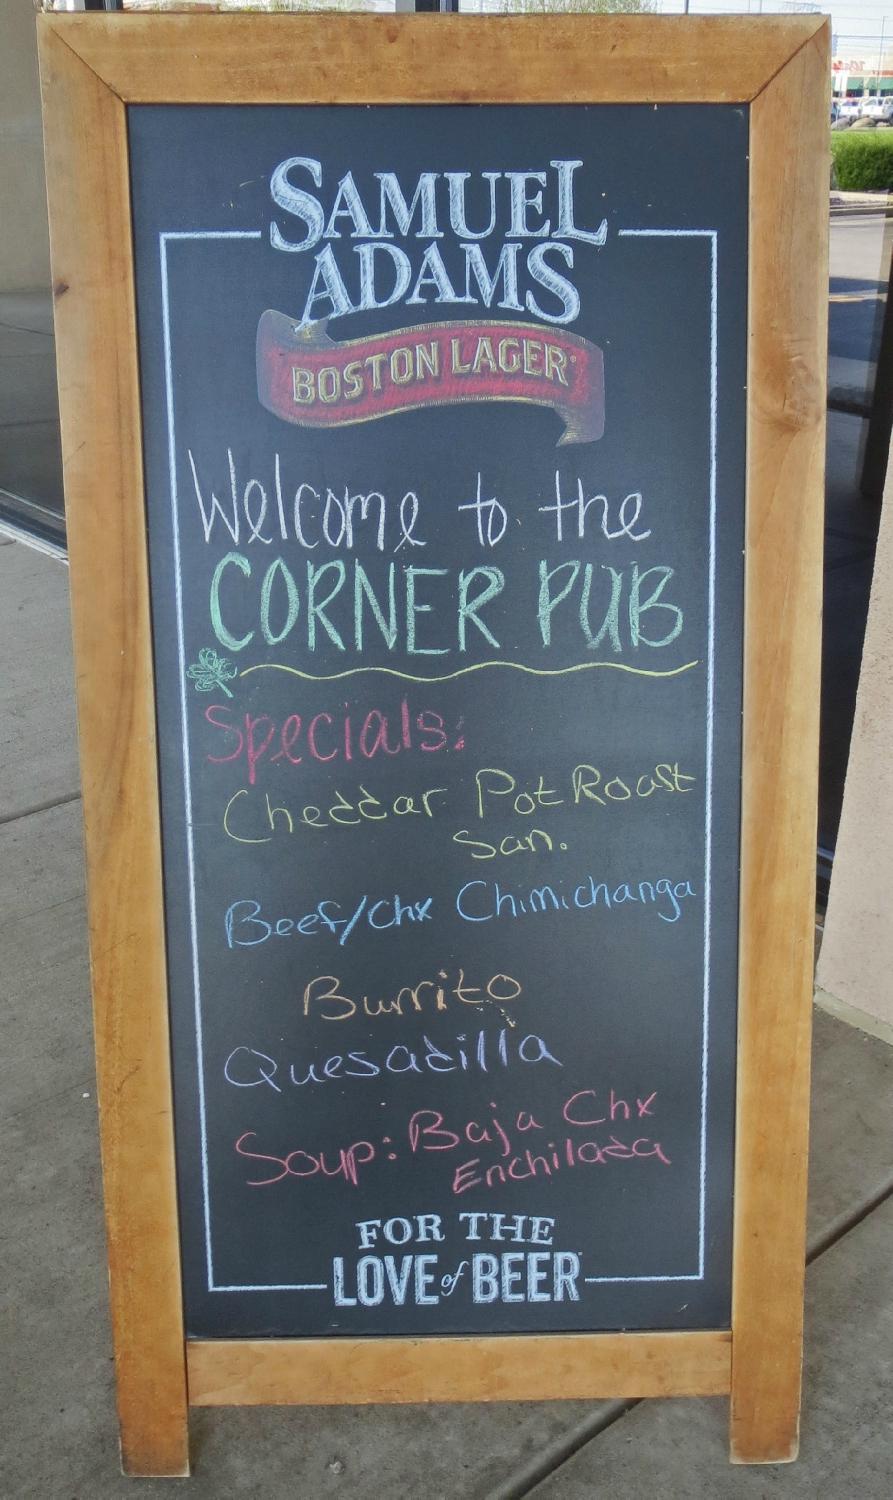 SAMUEL
ADAMS
BOSTON LAGER
Welcome to the
CORNER PUB
Specials:
Cheddar Pot Roast
San.
Beef/Chx Chimichanga
Burrito
Quesadilla
Soup: Baja Chx
Enchilada
FOR THE
LOVE of BEER